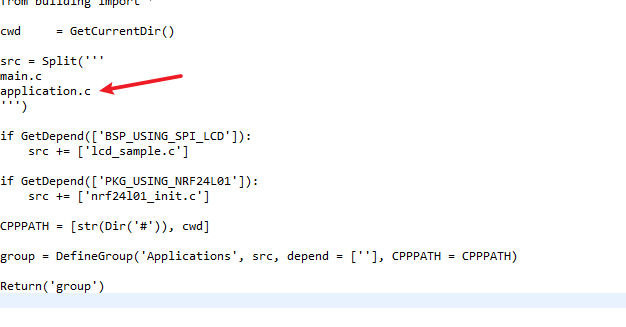 from building import *
cwd     = GetCurrentDir()
src = Split('''
main.c
application.c
''')
if GetDepend(['BSP_USING_SPI_LCD']):
    src += ['lcd_sample.c']
if GetDepend(['PKG_USING_NRF24L01']):
    src += ['nrf24l01_init.c']
CPPPATH = [str(Dir('#')), cwd]
group = DefineGroup('Applications', src, depend = [''], CPPPATH = CPPPATH)
Return('group')